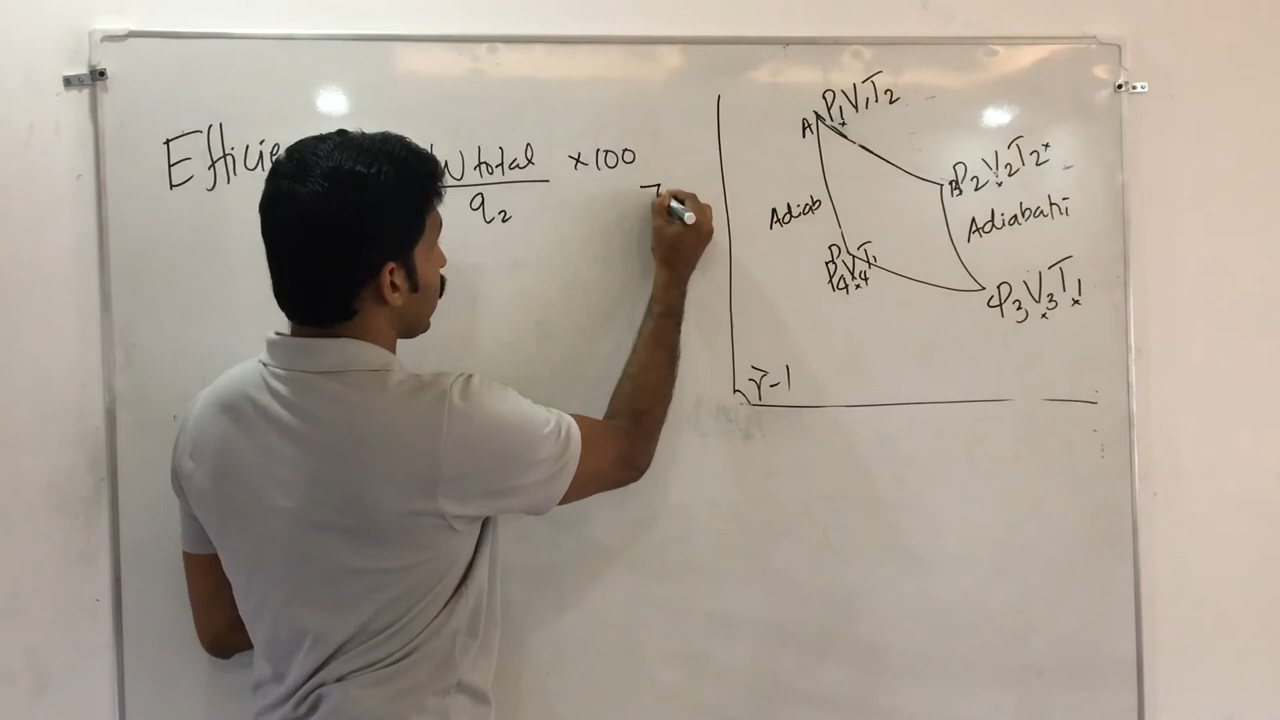 Efficie
W total ×100
q2
A P1V1T2
B P2V2T2
Adiab
Adiabati
P4V4T1
P3V3T1
γ-1